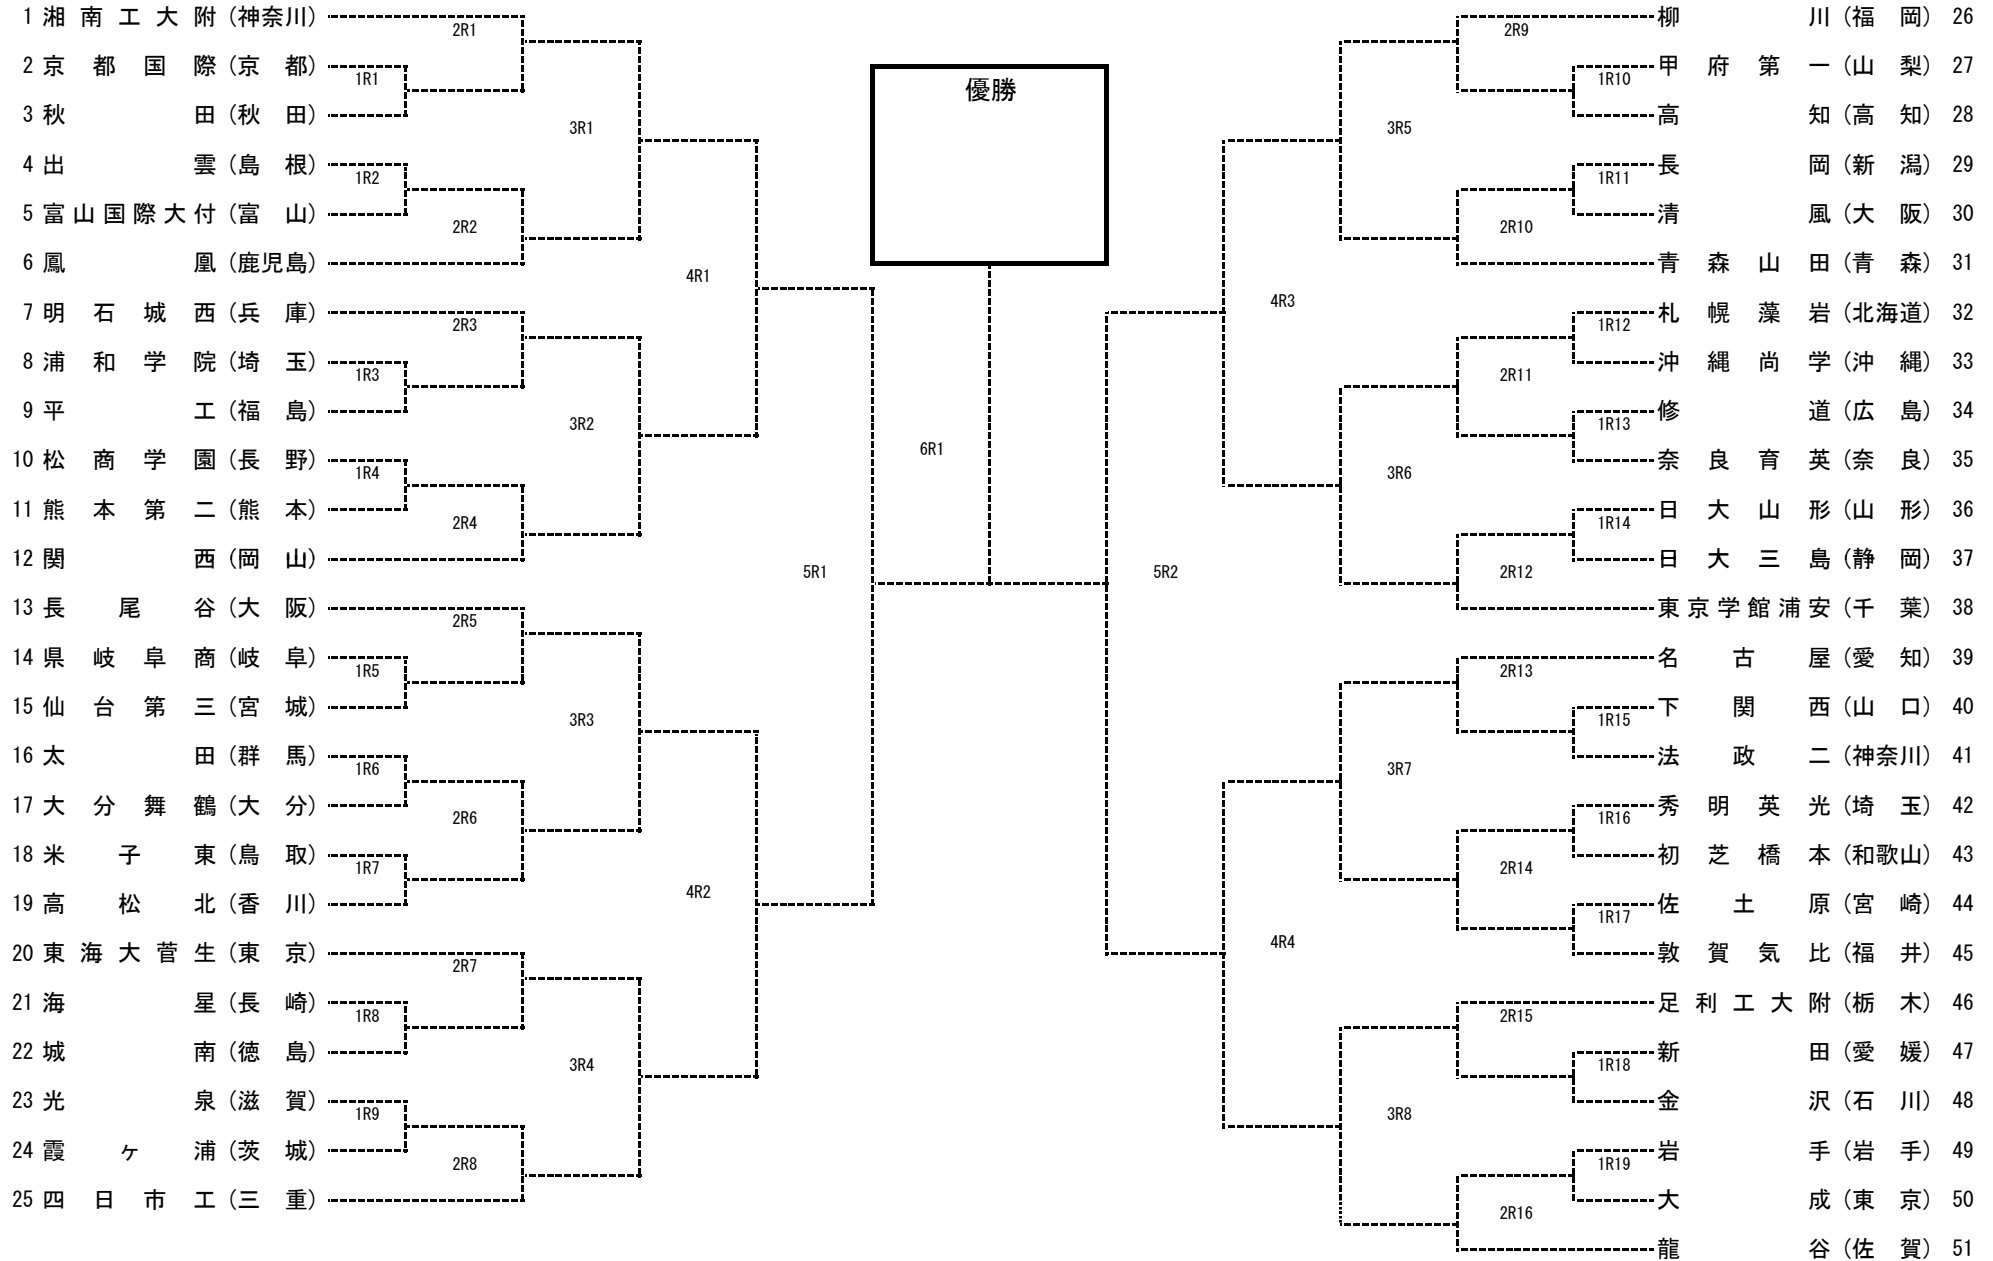 1 湘南工大附（神奈川）
2R1
2 京都国際（京都）
1R1
3 秋田（秋田）
3R1
4 出雲（島根）
1R2
5 富山国際大付（富山）
2R2
6 鳳凰（鹿児島）
4R1
7 明石城西（兵庫）
2R3
8 浦和学院（埼玉）
1R3
9 平工（福島）
3R2
10 松商学園（長野）
1R4
11 熊本第二（熊本）
2R4
12 関西（岡山）
5R1
13 長尾谷（大阪）
2R5
14 県岐阜商（岐阜）
1R5
15 仙台第三（宮城）
3R3
16 太田（群馬）
1R6
17 大分舞鶴（大分）
2R6
18 米子東（鳥取）
1R7
19 高松北（香川）
4R2
20 東海大菅生（東京）
2R7
21 海星（長崎）
1R8
22 城南（徳島）
3R4
23 光泉（滋賀）
1R9
24 霞ヶ浦（茨城）
2R8
25 四日市工（三重）
優勝
6R1
柳川（福岡） 26
2R9
甲府第一（山梨） 27
1R10
高知（高知） 28
3R5
長岡（新潟） 29
1R11
清風（大阪） 30
2R10
青森山田（青森） 31
4R3
札幌藻岩（北海道） 32
1R12
沖縄尚学（沖縄） 33
2R11
修道（広島） 34
1R13
奈良育英（奈良） 35
3R6
日大山形（山形） 36
1R14
日大三島（静岡） 37
2R12
東京学館浦安（千葉） 38
5R2
名古屋（愛知） 39
2R13
下関西（山口） 40
1R15
法政二（神奈川） 41
3R7
秀明英光（埼玉） 42
1R16
初芝橋本（和歌山） 43
2R14
佐土原（宮崎） 44
1R17
敦賀気比（福井） 45
4R4
足利工大附（栃木） 46
2R15
新田（愛媛） 47
1R18
金沢（石川） 48
3R8
岩手（岩手） 49
1R19
大成（東京） 50
2R16
龍谷（佐賀） 51